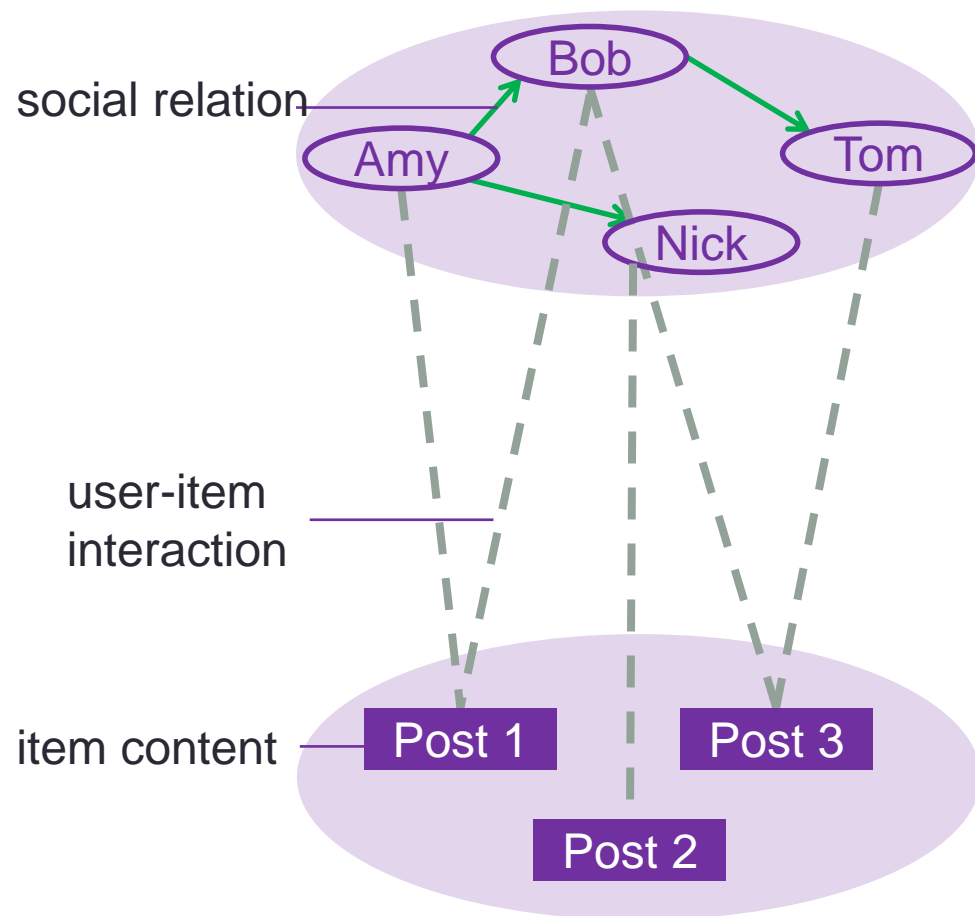 Bob
social relation
Amy
Tom
Nick
user-item
interaction
item content
Post 1
Post 3
Post 2